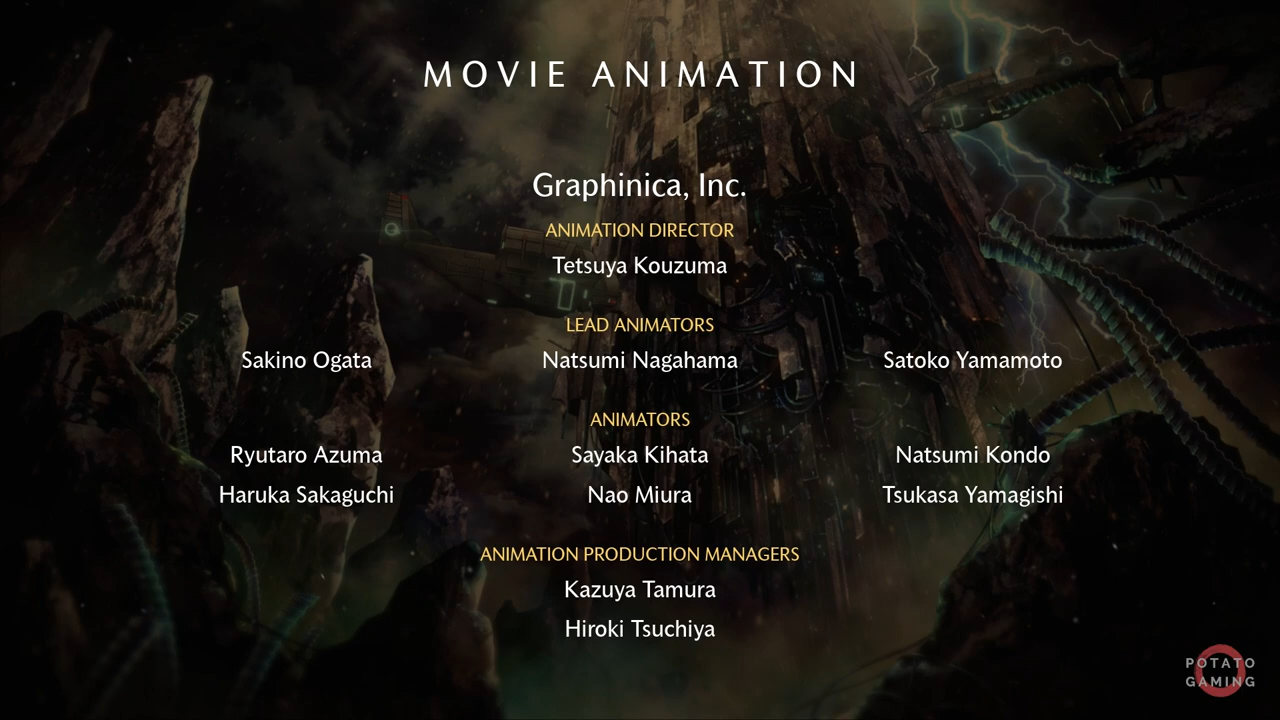 MOVIE ANIMATION
Graphinica, Inc.
ANIMATION DIRECTOR
Tetsuya Kouzuma
LEAD ANIMATORS
Sakino Ogata Natsumi Nagahama Satoko Yamamoto
ANIMATORS
Ryutaro Azuma Sayaka Kihata Natsumi Kondo
Haruka Sakaguchi Nao Miura Tsukasa Yamagishi
ANIMATION PRODUCTION MANAGERS
Kazuya Tamura
Hiroki Tsuchiya
POTATO
GAMING